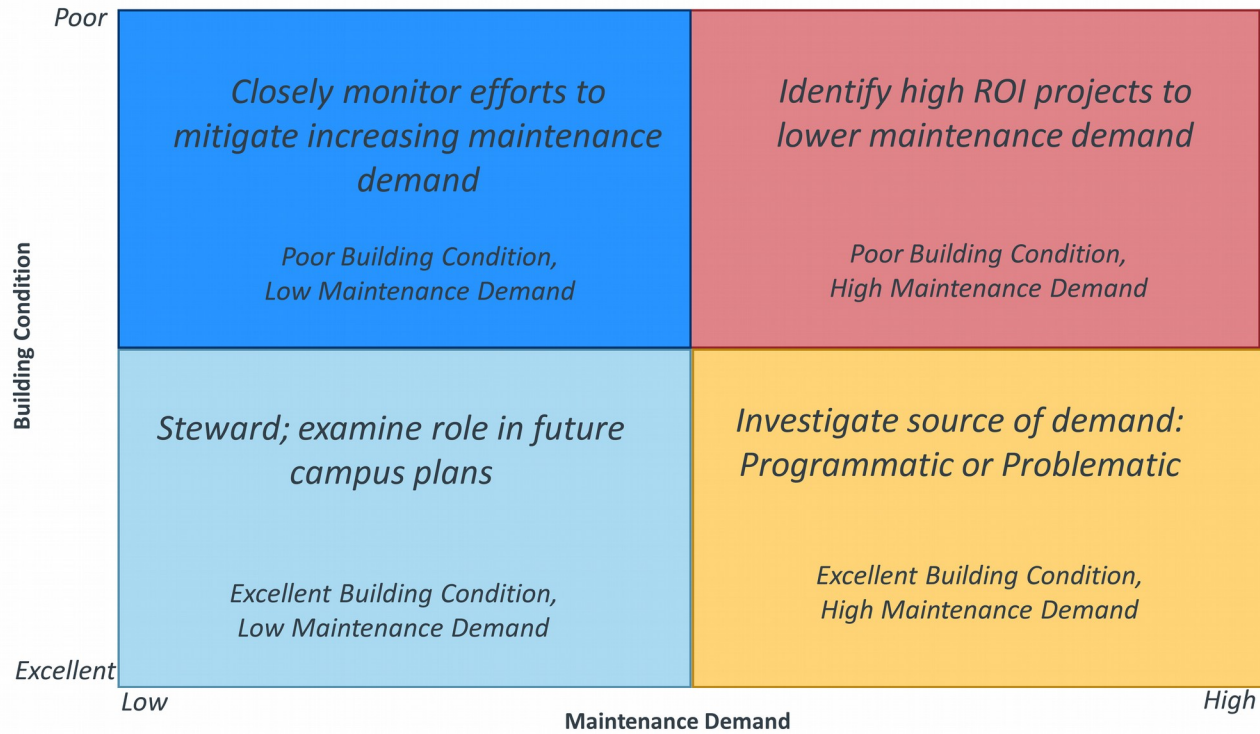 Poor
Closely monitor efforts to
mitigate increasing maintenance
demand
Poor Building Condition,
Low Maintenance Demand
Identify high ROI projects to
lower maintenance demand
Poor Building Condition,
High Maintenance Demand
Building Condition
Steward; examine role in future
campus plans
Excellent Building Condition,
Low Maintenance Demand
Investigate source of demand:
Programmatic or Problematic
Excellent Building Condition,
High Maintenance Demand
Excellent
Low
High
Maintenance Demand